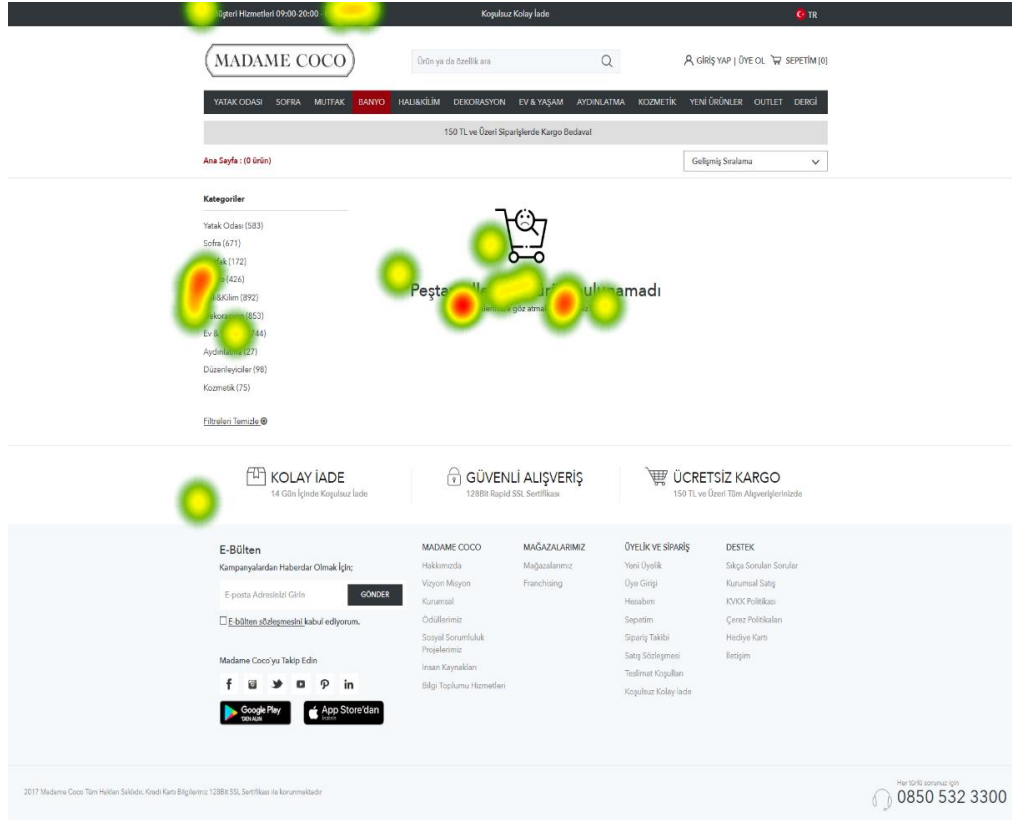 Müşteri Hizmetleri 09:00-20:00
Koşulsuz Kolay İade
TR
MADAME COCO
Ürün ya da özellik ara
GİRİŞ YAP | ÜYE OL
SEPETİM [0]
YATAK ODASI SOFRA MUTFAK BANYO HALI&KİLİM DEKORASYON EV & YAŞAM AYDINLATMA KOZMETİK YENİ ÜRÜNLER OUTLET DERGİ
150 TL ve Üzeri Siparişlerde Kargo Bedava!
Ana Sayfa : (0 ürün)
Gelişmiş Sıralama
Kategoriler
Yatak Odası (583)
Sofra (671)
(172)
(426)
(892)
(853)
Ev &
Aydınlatma (27)
Düzenleyiciler (98)
Kozmetik (75)
Filtreleri Temizle
göz
KOLAY İADE
14 Gün İçinde Koşulsuz İade
GÜVENLİ ALIŞVERİŞ
128Bit Rapid SSL Sertifikası
ÜCRETSİZ KARGO
150 TL ve Üzeri Tüm Alışverişlerinizde
E-Bülten
Kampanyalardan Haberdar Olmak İçin;
E-posta Adresinizi Girin
GÖNDER
E-bülten sözleşmesini kabul ediyorum.
Madame Coco'yu Takip Edin
Google Play
'DEN ALIN
App Store'dan
İndirin
MADAME COCO
Hakkımızda
Vizyon Misyon
Kurumsal
Ödüllerimiz
Sosyal Sorumluluk
Projelerimiz
İnsan Kaynakları
Bilgi Toplumu Hizmetleri
MAĞAZALARIMIZ
Mağazalarımız
Franchising
ÜYELİK VE SİPARİŞ
Yeni Üyelik
Üye Girişi
Hesabım
Sepetim
Sipariş Takibi
Satış Sözleşmesi
Teslimat Koşulları
Koşulsuz Kolay İade
DESTEK
Sıkça Sorulan Sorular
Kurumsal Satış
KVKK Politikası
Çerez Politikaları
Hediye Kartı
İletişim
2017 Madame Coco Tüm Hakları Saklıdır. Kredi Kartı Bilgileriniz 128Bit SSL Sertifikası ile korunmaktadır
Her türlü sorunuz için
0850 532 3300